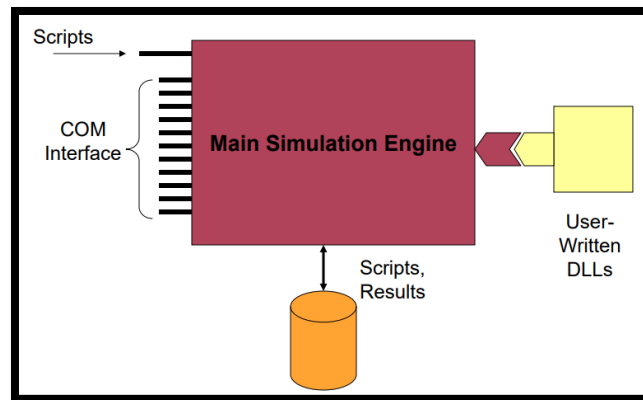 Scripts
COM
Interface
Main Simulation Engine
User-
Written
DLLs
Scripts,
Results